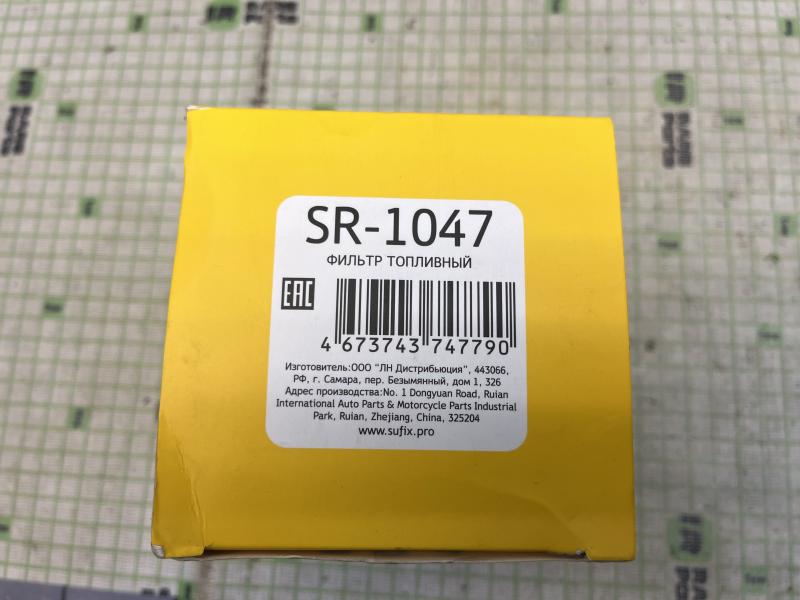 SR-1047
ФИЛЬТР ТОПЛИВНЫЙ
EAC
4 673743 747790
Изготовитель:ООО "ЛН Дистрибьюция", 443066,
РФ, г. Самара, пер. Безымянный, дом 1, 326
Адрес производства:No. 1 Dongyuan Road, Ruian
International Auto Parts & Motorcycle Parts Industrial
Park, Ruian, Zhejiang, China, 325204
www.sufix.pro